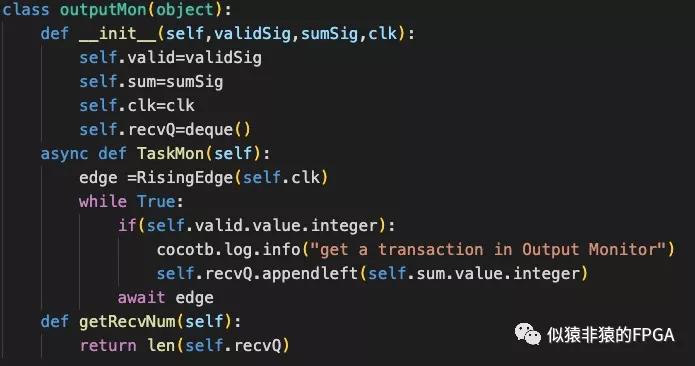 class outputMon(object):
    def __init__(self,validSig,sumSig,clk):
        self.valid=validSig
        self.sum=sumSig
        self.clk=clk
        self.recvQ=deque()
    async def TaskMon(self):
        edge =RisingEdge(self.clk)
        while True:
            if(self.valid.value.integer):
                cocotb.log.info("get a transaction in Output Monitor")
                self.recvQ.appendleft(self.sum.value.integer)
            await edge
    def getRecvNum(self):
        return len(self.recvQ)
似猿非猿的FPGA